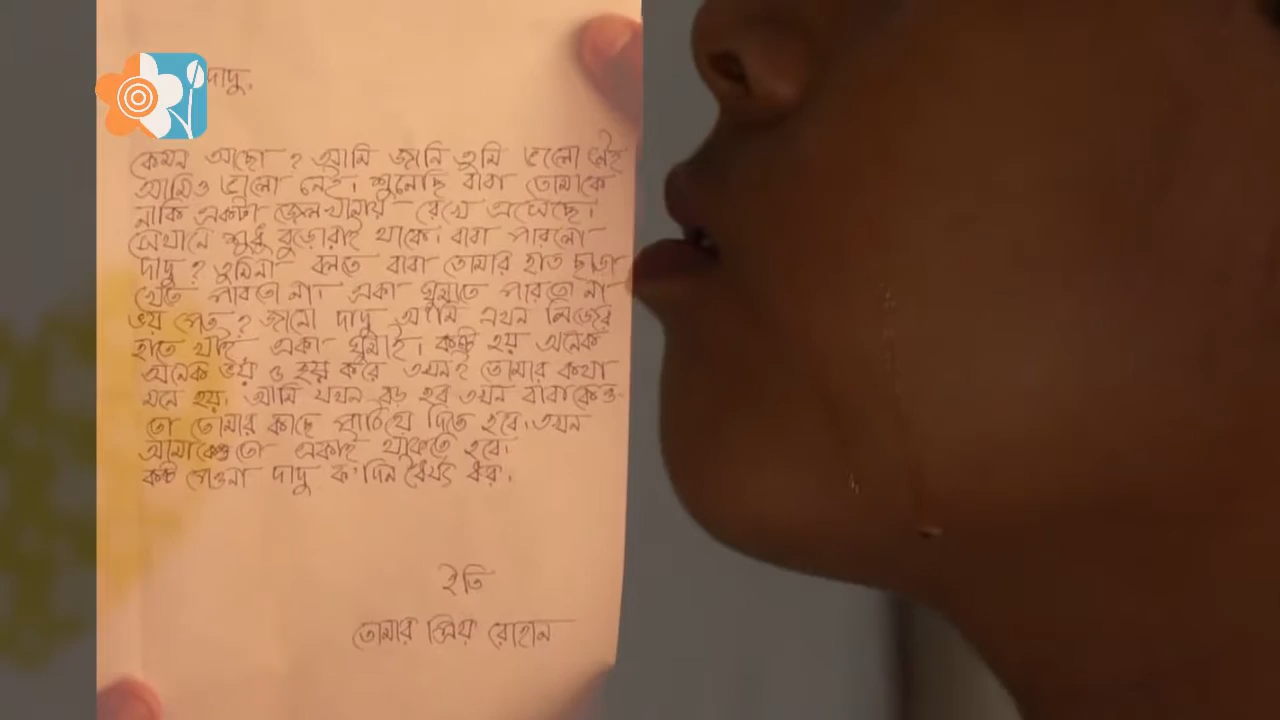 দাদু,
কেমন আছো ? আমি জানি তুমি ভালো নেই
আমিও ভালো নেই। শুনেছি বাবা তোমাকে
নাকি একটা জেলখানায় রেখে এসেছে।
সেখানে শুধু বুড়োরাই থাকে। বাবা পারলো
দাদু ? তুমিনা বলতে বাবা তোমার হাত ছাড়া
খেতে পারতো না। একা ঘুমাতে পারতো না
ভয় পেত ? জানো দাদু আমি এখন নিজের
হাতে খাই, একা ঘুমাই। কষ্ট হয় অনেক
অনেক ভয় ও হয় করে তখনই তোমার কথা
মনে হয়। আমি যখন বড় হব তখন বাবাকেও
তো তোমার কাছে পাঠিয়ে দিতে হবে। তখন
আমাকেও তো একাই থাকতে হবে।
কষ্ট পেওনা দাদু ক'দিন ধৈর্য্য ধর।
ইতি
তোমার প্রিয় রোহান